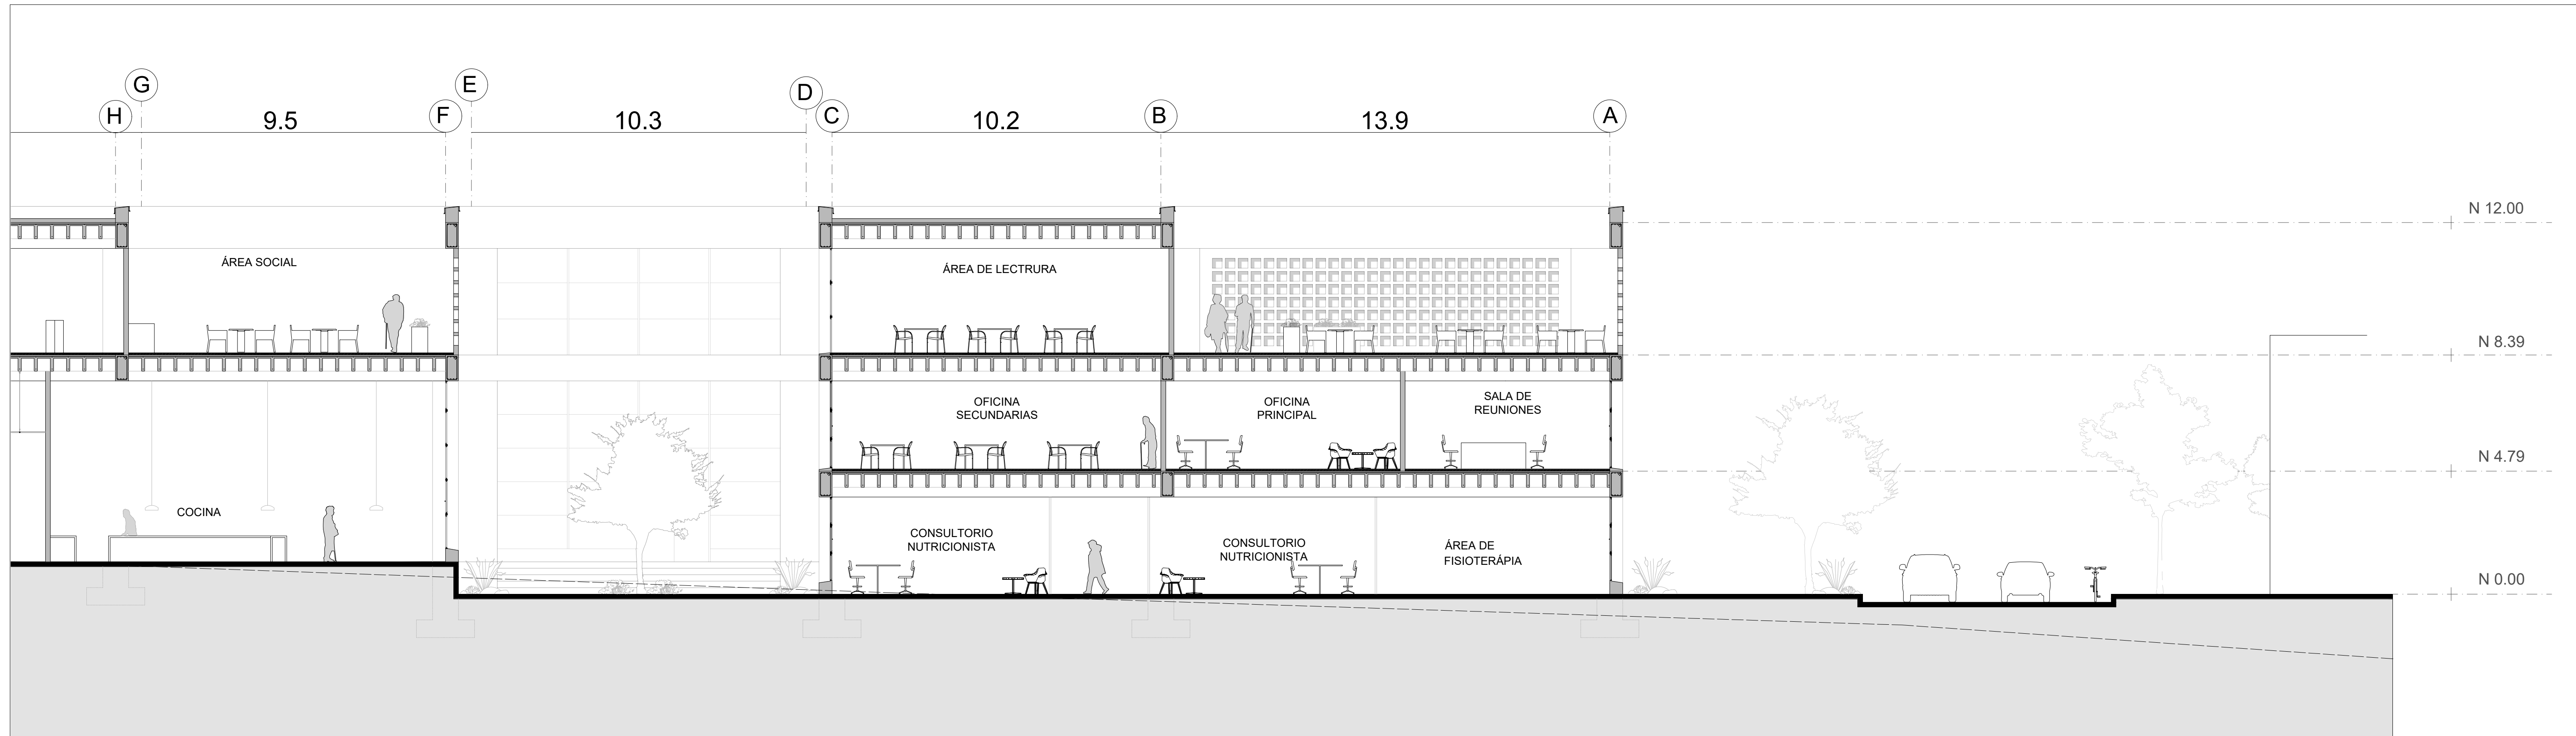 G
E
D
H
9.5
F
10.3
C
10.2
B
13.9
A
N 12.00
ÁREA SOCIAL
ÁREA DE LECTRURA
N 8.39
OFICINA
SECUNDARIAS
OFICINA
PRINCIPAL
SALA DE
REUNIONES
N 4.79
COCINA
CONSULTORIO
NUTRICIONISTA
CONSULTORIO
NUTRICIONISTA
ÁREA DE
FISIOTERÁPIA
N 0.00